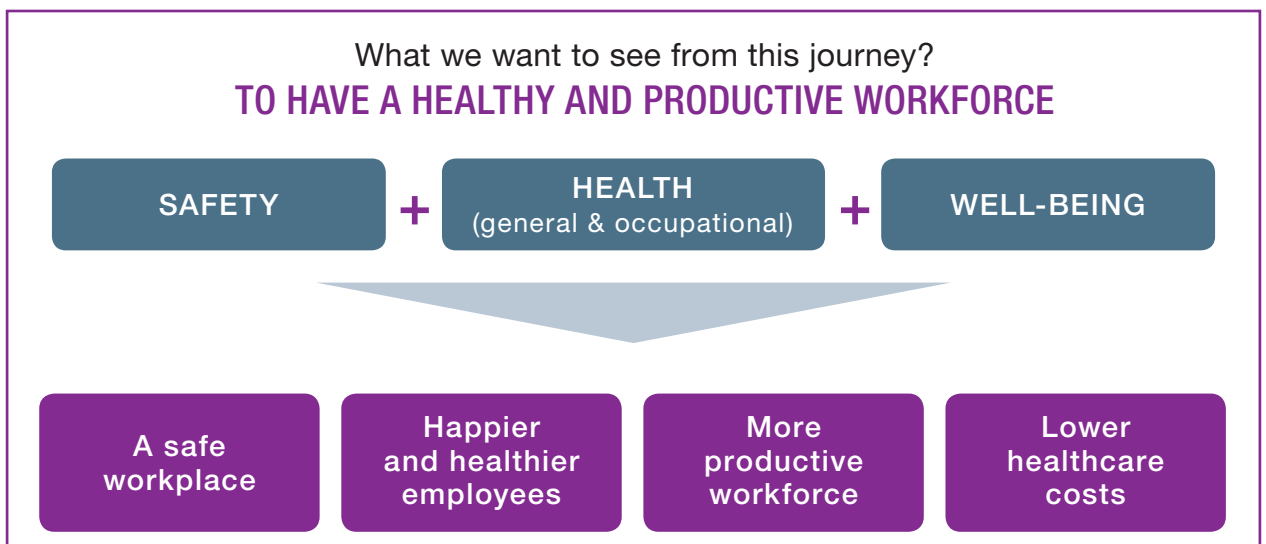 What we want to see from this journey?
TO HAVE A HEALTHY AND PRODUCTIVE WORKFORCE
SAFETY
+
HEALTH
(general & occupational)
+
WELL-BEING
A safe
workplace
Happier
and healthier
employees
More
productive
workforce
Lower
healthcare
costs